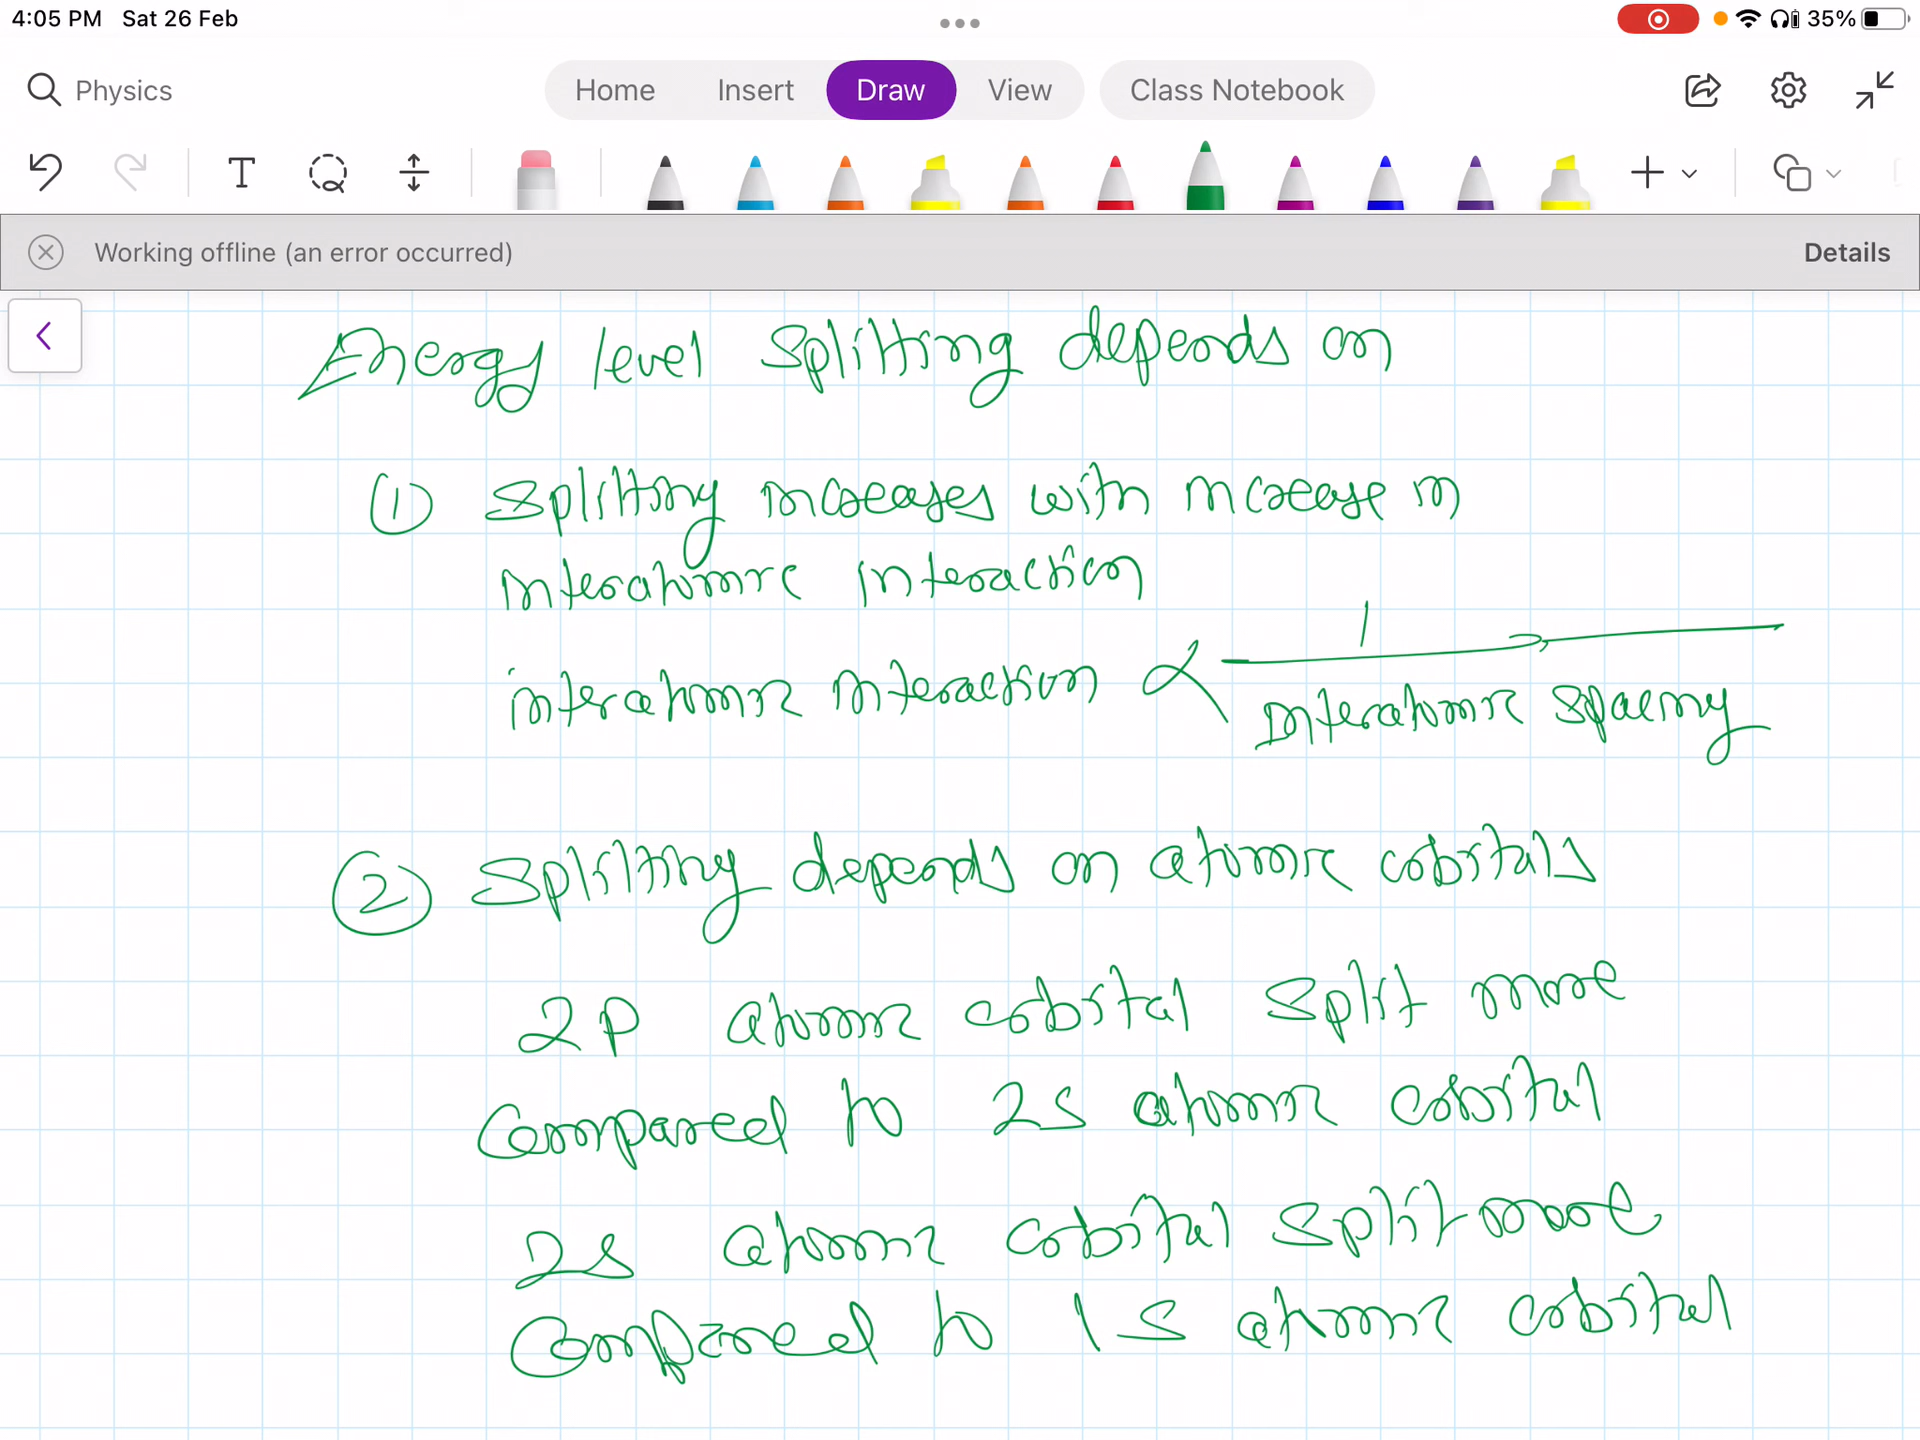 4:05 PM Sat 26 Feb
35%
Physics
Home Insert Draw View Class Notebook
T
Working offline (an error occurred) Details
Energy level splitting depends on
① Splitting increases with increase in
interatomic interaction
interatomic interaction ∝ 1
Interatomic spacing
② Splitting depends on atomic orbitals
2p atomic orbital split more
compared to 2s atomic orbital
2s atomic orbital split more
compared to 1s atomic orbital